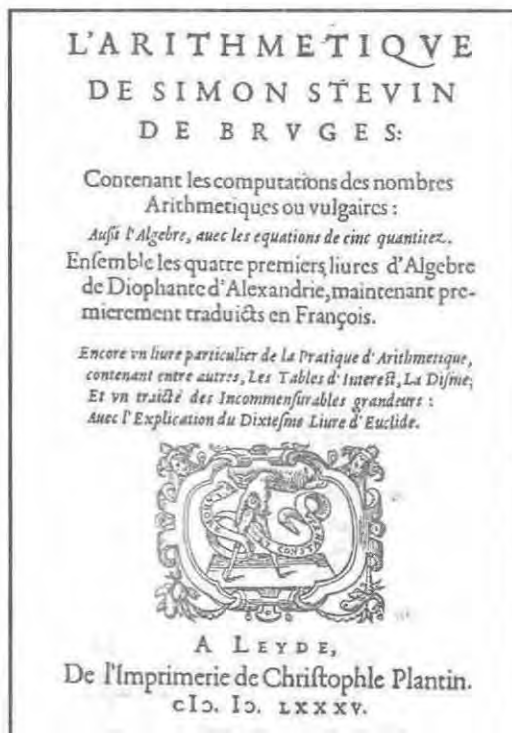 L'ARITHMETIQVE
DE SIMON STEVIN
DE BRVGES:
Contenant les computations des nombres
Arithmetiques ou vulgaires :
Auſsi l'Algebre, auec les equations de cinc quantitez.
Enſemble les quatre premiers liures d'Algebre
de Diophante d'Alexandrie, maintenant pre-
mierement traduicts en François.
Encore vn liure particulier de la Pratique d'Arithmetique,
contenant entre autres, Les Tables d'Intereſt, La Diſme;
Et vn traicté des Incommenſurables grandeurs :
Auec l'Explication du Dixieſme Liure d'Euclide.
A LEYDE,
De l'Imprimerie de Chriſtophle Plantin.
cIↄ. Iↄ. LXXXV.